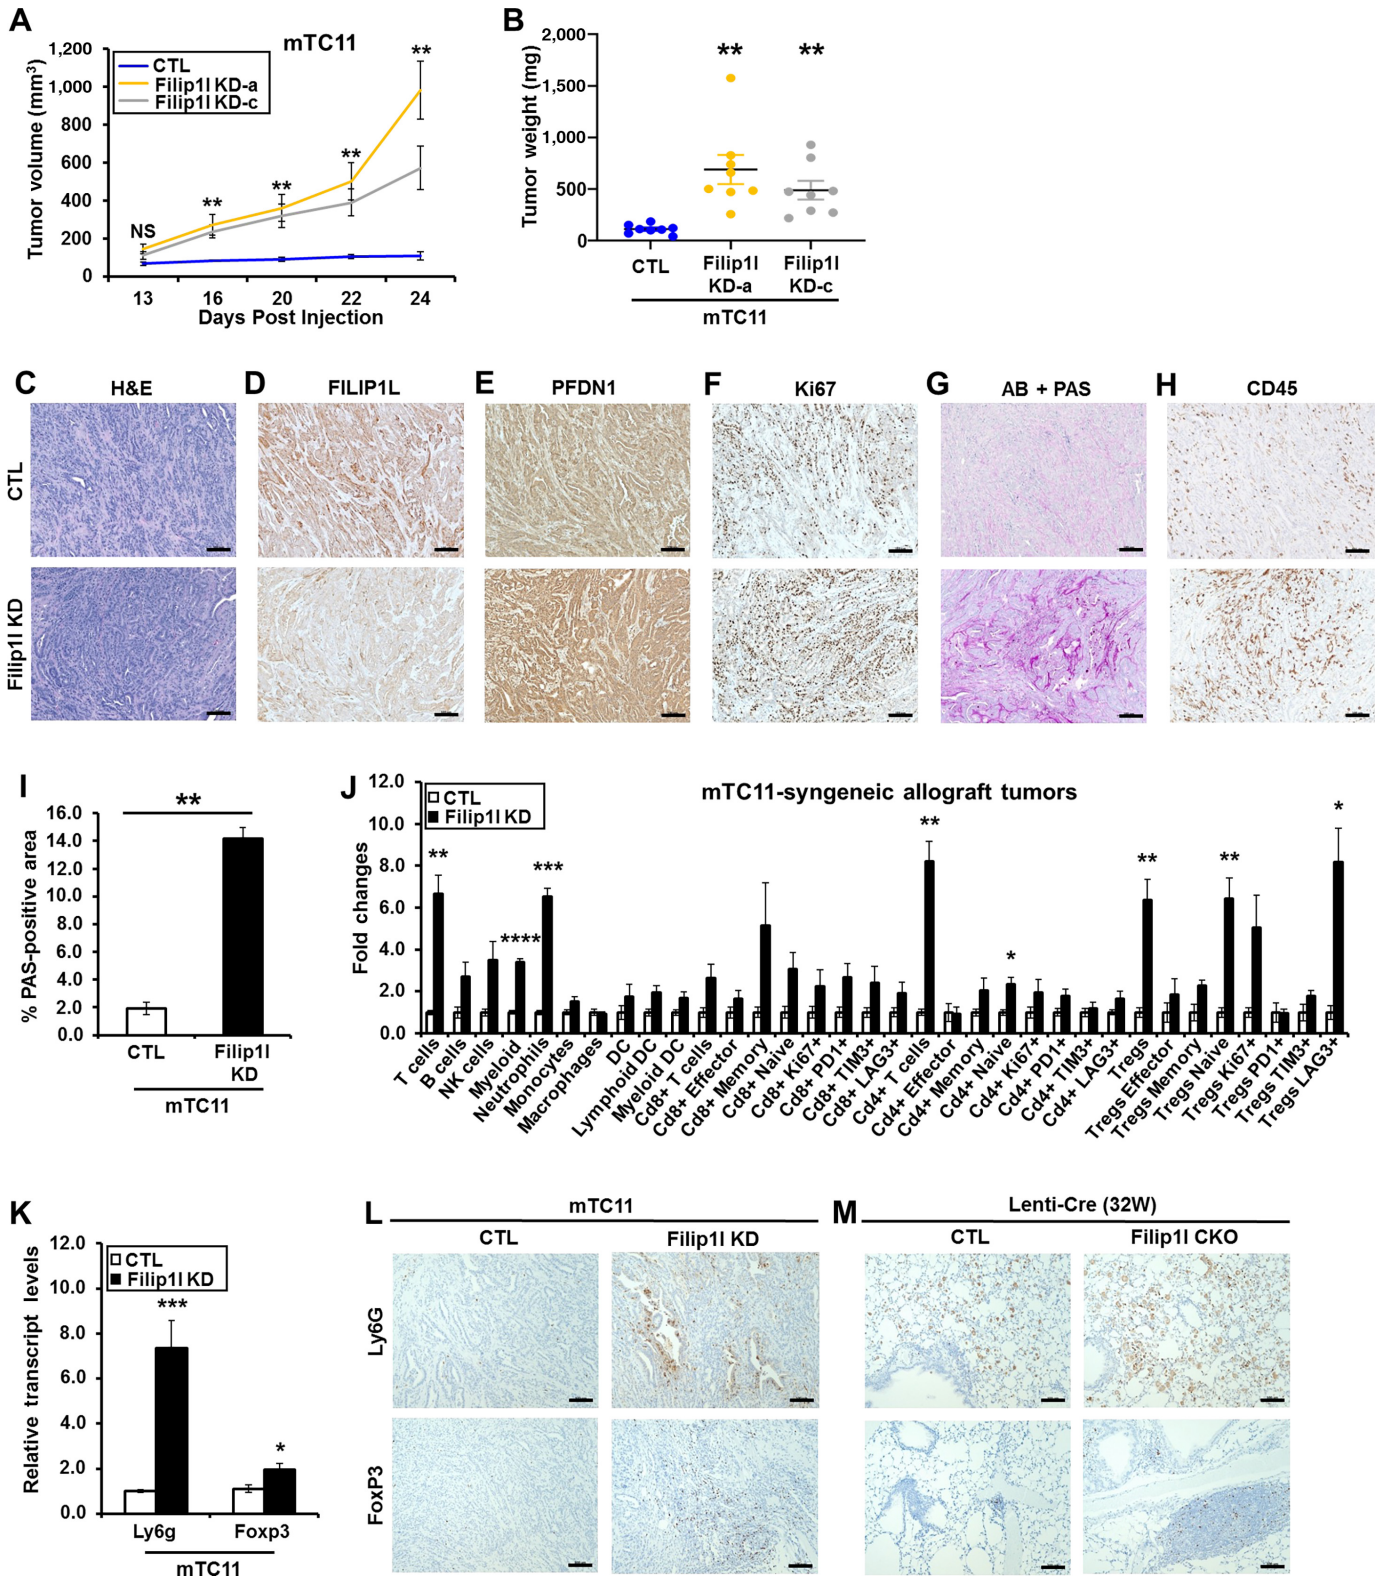 A
mTC11
Tumor volume (mm³)
1,200
1,000
800
600
400
200
0
CTL
Filip1l KD-a
Filip1l KD-c
NS
**
**
**
**
13 16 20 22 24
Days Post Injection
B
Tumor weight (mg)
2,000
1,500
1,000
500
0
** **
CTL Filip1l KD-a Filip1l KD-c
mTC11
C H&E
D FILIP1L
E PFDN1
F Ki67
G AB + PAS
H CD45
CTL
Filip1l KD
I
% PAS-positive area
16.0
14.0
12.0
10.0
8.0
6.0
4.0
2.0
0.0
**
CTL Filip1l KD
mTC11
J
mTC11-syngeneic allograft tumors
Fold changes
12.0
10.0
8.0
6.0
4.0
2.0
0.0
CTL
Filip1l KD
** **** *** ** * ** ** *
T cells
B cells
NK cells
Myeloid
Neutrophils
Monocytes
Macrophages
DC
Lymphoid DC
Myeloid DC
Cd8+ T cells
Cd8+ Effector
Cd8+ Memory
Cd8+ Naive
Cd8+ Ki67+
Cd8+ PD1+
Cd8+ TIM3+
Cd8+ LAG3+
Cd4+ T cells
Cd4+ Effector
Cd4+ Memory
Cd4+ Naive
Cd4+ Ki67+
Cd4+ PD1+
Cd4+ TIM3+
Cd4+ LAG3+
Tregs
Tregs Effector
Tregs Memory
Tregs Naive
Tregs Ki67+
Tregs PD1+
Tregs TIM3+
Tregs LAG3+
K
Relative transcript levels
12.0
10.0
8.0
6.0
4.0
2.0
0.0
CTL
Filip1l KD
***
*
Ly6g Foxp3
mTC11
L mTC11
CTL Filip1l KD
Ly6G
FoxP3
M Lenti-Cre (32W)
CTL Filip1l CKO